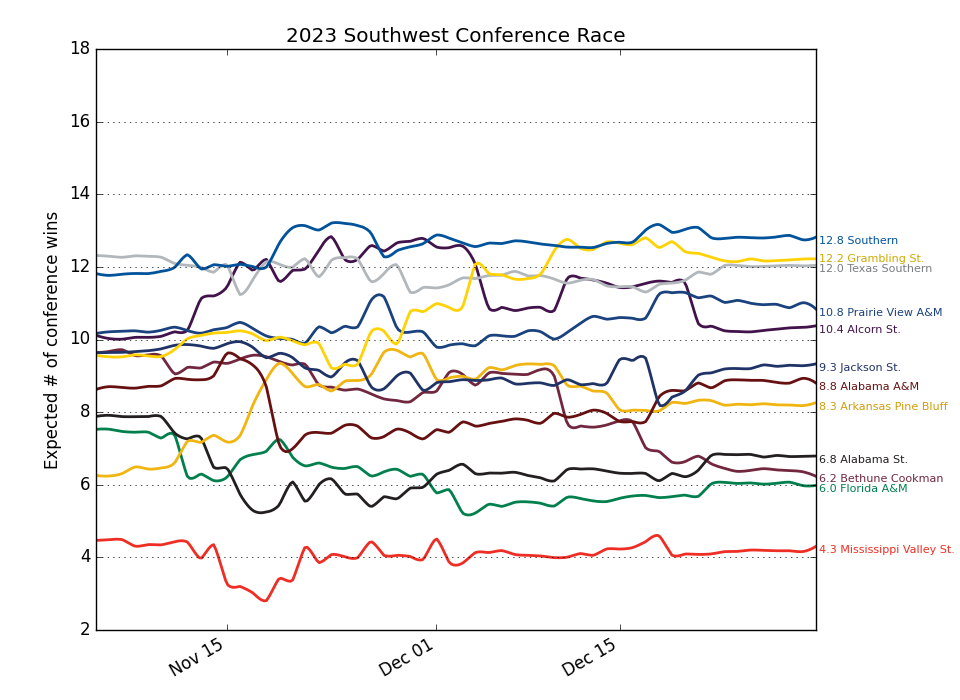 2023 Southwest Conference Race
Expected # of conference wins
18
16
14
12
10
8
6
4
2
Nov 15
Dec 01
Dec 15
12.8 Southern
12.2 Grambling St.
12.0 Texas Southern
10.8 Prairie View A&M
10.4 Alcorn St.
9.3 Jackson St.
8.8 Alabama A&M
8.3 Arkansas Pine Bluff
6.8 Alabama St.
6.2 Bethune Cookman
6.0 Florida A&M
4.3 Mississippi Valley St.